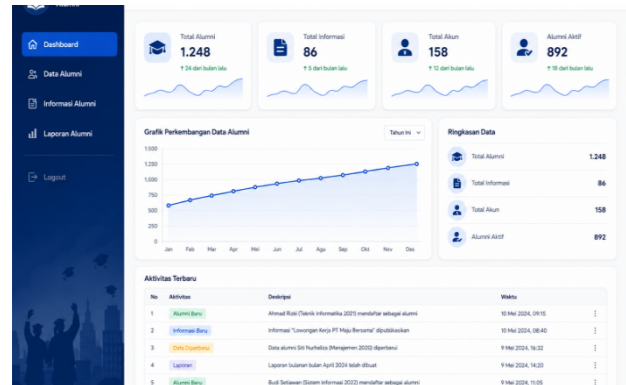 Alumni
Dashboard
Data Alumni
Informasi Alumni
Laporan Alumni
Logout
Total Alumni
1.248
↑ 24 dari bulan lalu
Total Informasi
86
↑ 5 dari bulan lalu
Total Akun
158
↑ 12 dari bulan lalu
Alumni Aktif
892
↑ 18 dari bulan lalu
Grafik Perkembangan Data Alumni
Tahun Ini
1.500
1.250
1.000
750
500
250
0
Jan Feb Mar Apr Mei Jun Jul Agu Sep Okt Nov Des
Ringkasan Data
Total Alumni 1.248
Total Informasi 86
Total Akun 158
Alumni Aktif 892
Aktivitas Terbaru
No Aktivitas Deskripsi Waktu
1 Alumni Baru Ahmad Rizki (Teknik Informatika 2021) mendaftar sebagai alumni 10 Mei 2024, 09:15
2 Informasi Baru Informasi "Lowongan Kerja PT Maju Bersama" dipublikasikan 10 Mei 2024, 08:40
3 Data Diperbarui Data alumni Siti Nurhaliza (Manajemen 2020) diperbarui 9 Mei 2024, 16:32
4 Laporan Laporan bulanan bulan April 2024 telah dibuat 9 Mei 2024, 14:20
5 Alumni Baru Budi Setiawan (Sistem Informasi 2022) mendaftar sebagai alumni 9 Mei 2024, 11:05